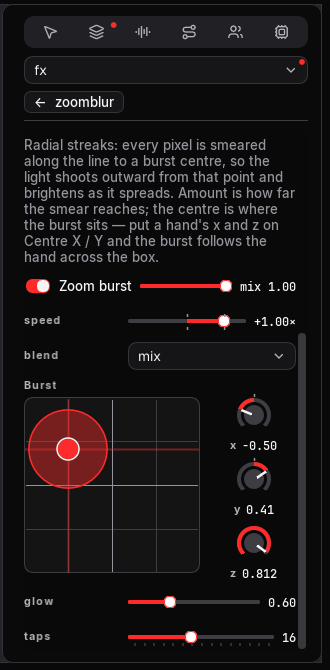 fx
← zoomblur
Radial streaks: every pixel is smeared
along the line to a burst centre, so the
light shoots outward from that point and
brightens as it spreads. Amount is how far
the smear reaches; the centre is where
the burst sits — put a hand's x and z on
Centre X / Y and the burst follows the
hand across the box.
Zoom burst mix 1.00
speed +1.00×
blend mix
Burst
x -0.50
y 0.41
z 0.812
glow 0.60
taps 16